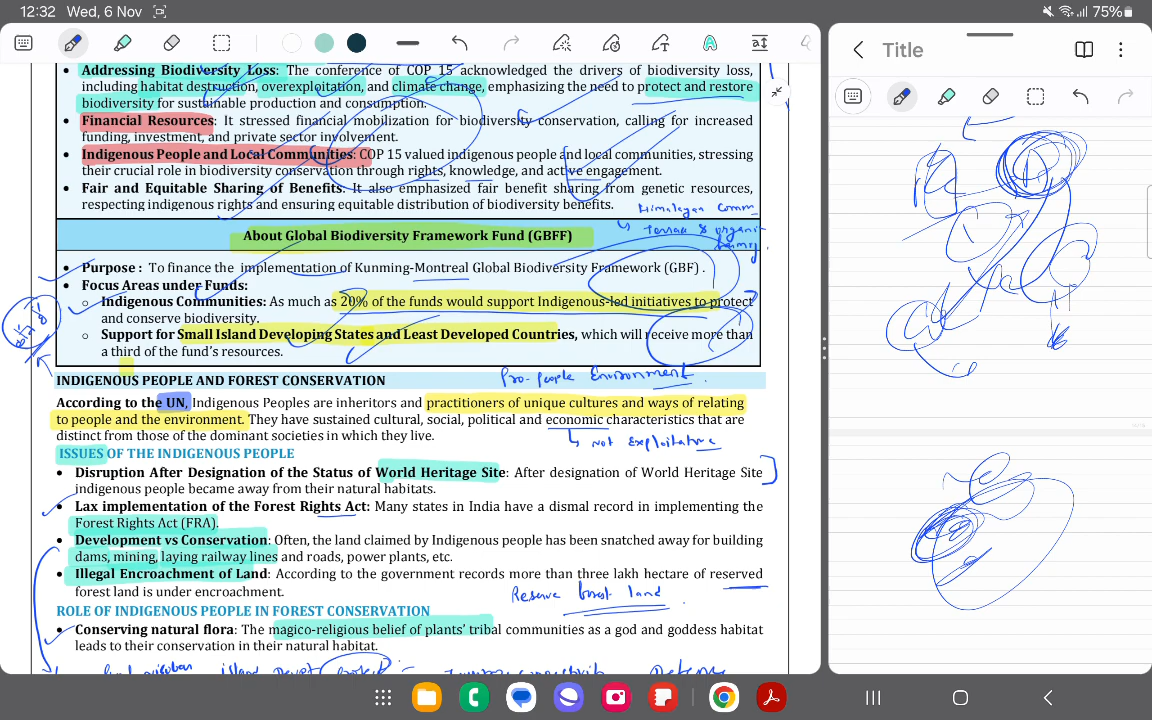 12:32 Wed, 6 Nov
75%
Title
Addressing Biodiversity Loss: The conference of COP 15 acknowledged the drivers of biodiversity loss,
including habitat destruction, overexploitation, and climate change, emphasizing the need to protect and restore
biodiversity for sustainable production and consumption.
Financial Resources: It stressed financial mobilization for biodiversity conservation, calling for increased
funding, investment, and private sector involvement.
Indigenous People and Local Communities: COP 15 valued indigenous people and local communities, stressing
their crucial role in biodiversity conservation through rights, knowledge, and active engagement.
Fair and Equitable Sharing of Benefits: It also emphasized fair benefit sharing from genetic resources,
respecting indigenous rights and ensuring equitable distribution of biodiversity benefits.
Himalayan Comm
About Global Biodiversity Framework Fund (GBFF)
Purpose : To finance the implementation of Kunming-Montreal Global Biodiversity Framework (GBF) .
Focus Areas under Funds:
Indigenous Communities: As much as 20% of the funds would support Indigenous-led initiatives to protect
and conserve biodiversity.
Support for Small Island Developing States and Least Developed Countries, which will receive more than
a third of the fund's resources.
INDIGENOUS PEOPLE AND FOREST CONSERVATION
Pro-people Environment
According to the UN, Indigenous Peoples are inheritors and practitioners of unique cultures and ways of relating
to people and the environment. They have sustained cultural, social, political and economic characteristics that are
distinct from those of the dominant societies in which they live.
not Exploitative
ISSUES OF THE INDIGENOUS PEOPLE
Disruption After Designation of the Status of World Heritage Site: After designation of World Heritage Site
indigenous people became away from their natural habitats.
Lax implementation of the Forest Rights Act: Many states in India have a dismal record in implementing the
Forest Rights Act (FRA).
Development vs Conservation: Often, the land claimed by Indigenous people has been snatched away for building
dams, mining, laying railway lines and roads, power plants, etc.
Illegal Encroachment of Land: According to the government records more than three lakh hectare of reserved
forest land is under encroachment.
Reserve forest land
ROLE OF INDIGENOUS PEOPLE IN FOREST CONSERVATION
Conserving natural flora: The magico-religious belief of plants' tribal communities as a god and goddess habitat
leads to their conservation in their natural habitat.